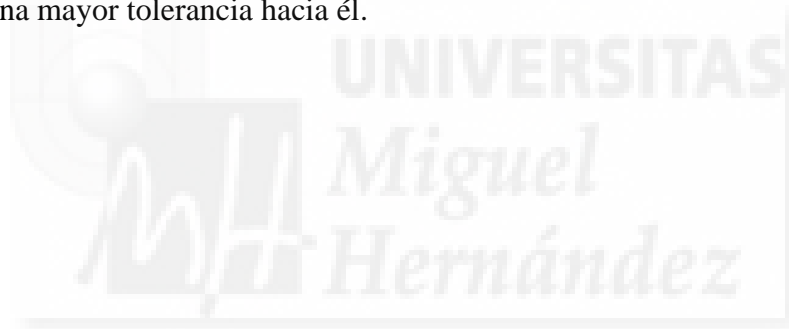 na mayor tolerancia hacia él.
UNIVERSITAS
Miguel
Hernández